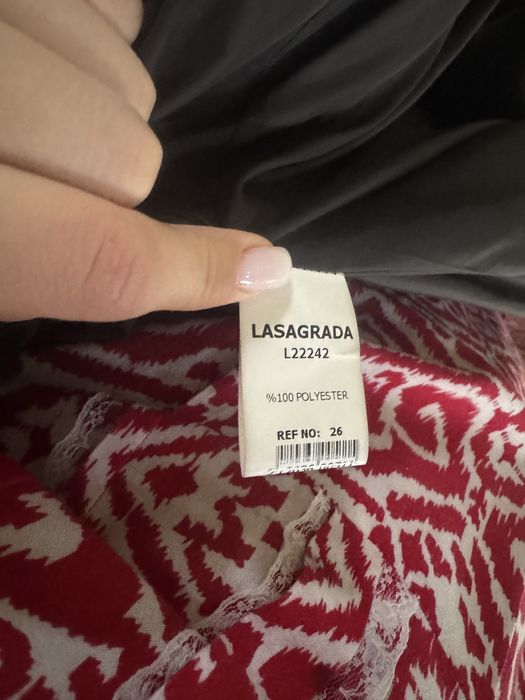 LASAGRADA
L22242
%100 POLYESTER
REF NO: 26